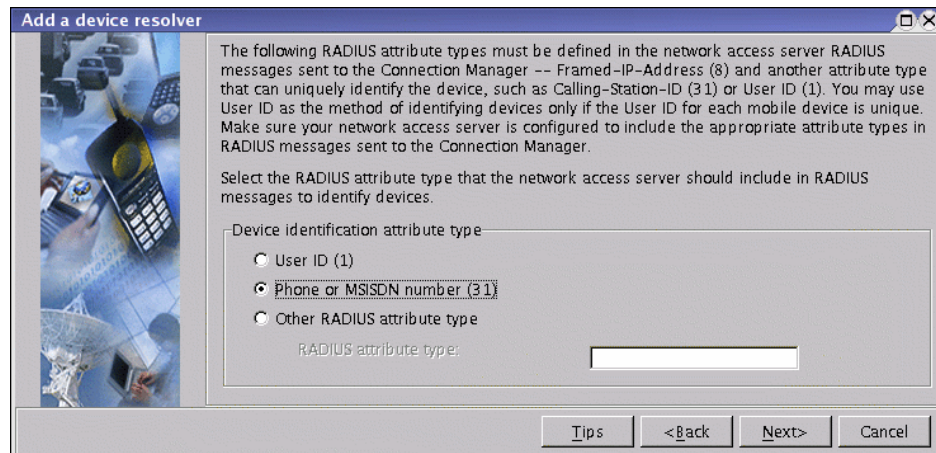 Add a device resolver
The following RADIUS attribute types must be defined in the network access server RADIUS
messages sent to the Connection Manager -- Framed-IP-Address (8) and another attribute type
that can uniquely identify the device, such as Calling-Station-ID (31) or User ID (1). You may use
User ID as the method of identifying devices only if the User ID for each mobile device is unique.
Make sure your network access server is configured to include the appropriate attribute types in
RADIUS messages sent to the Connection Manager.
Select the RADIUS attribute type that the network access server should include in RADIUS
messages to identify devices.
Device identification attribute type
User ID (1)
Phone or MSISDN number (31)
Other RADIUS attribute type
RADIUS attribute type:
Tips <Back Next> Cancel